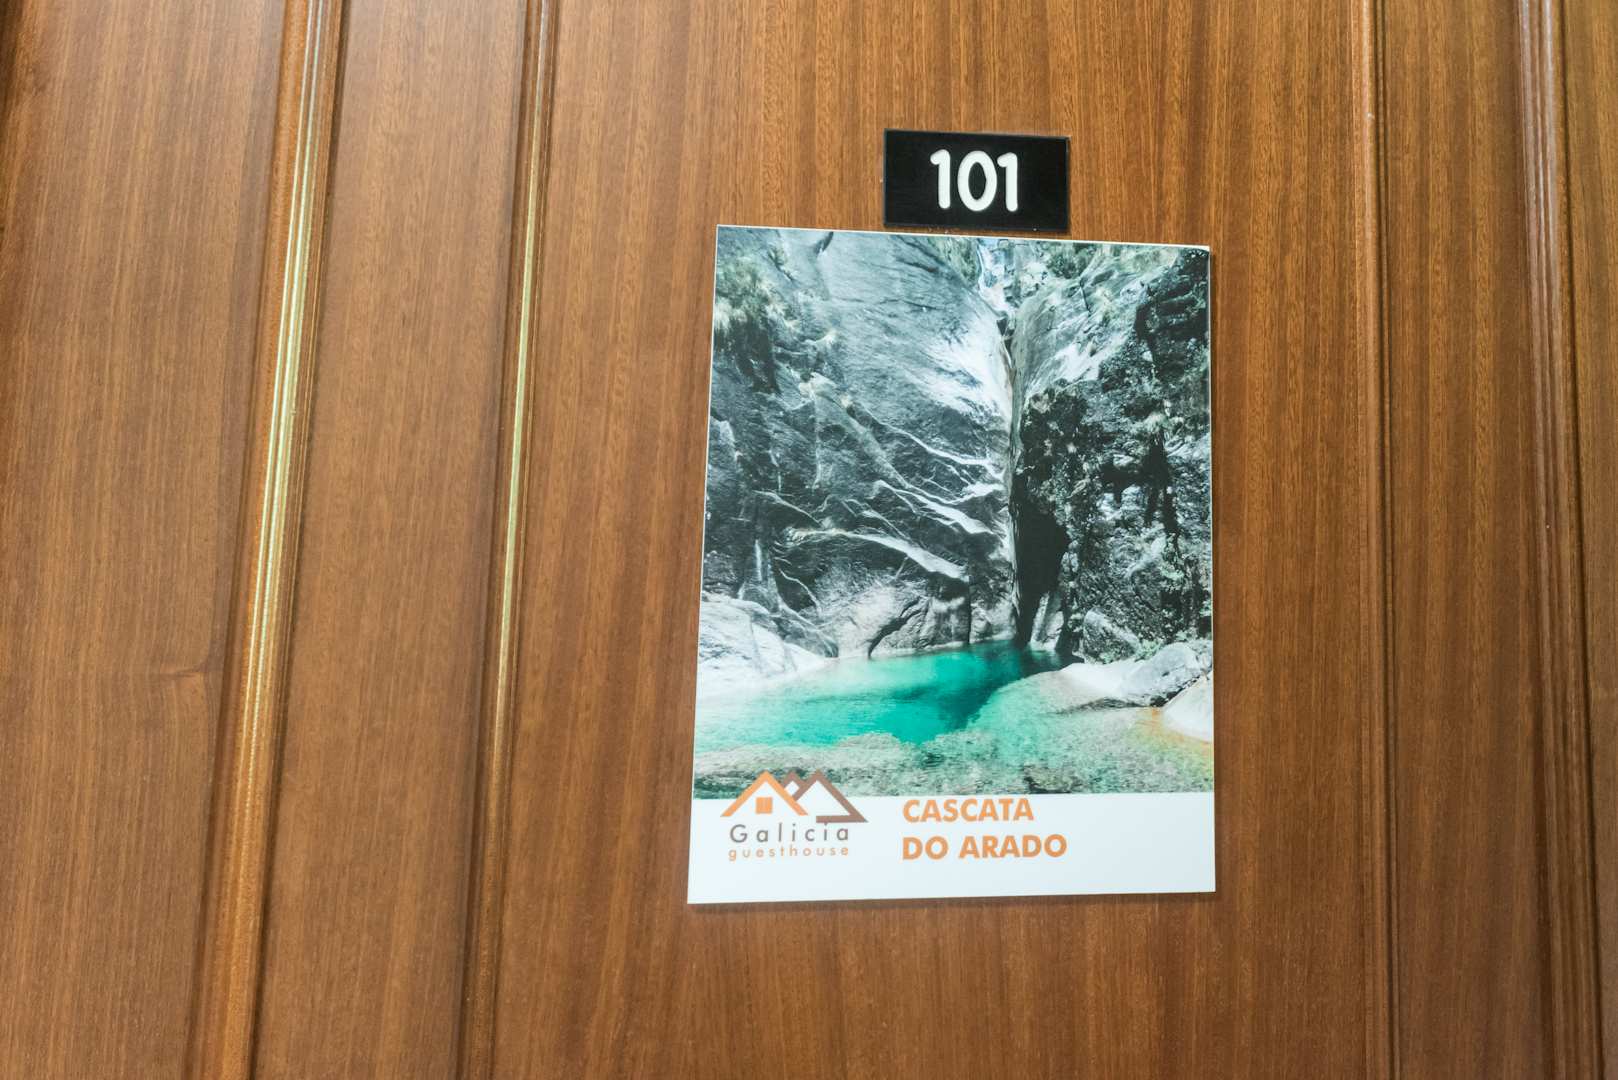 101
Galicia
guesthouse
CASCATA
DO ARADO